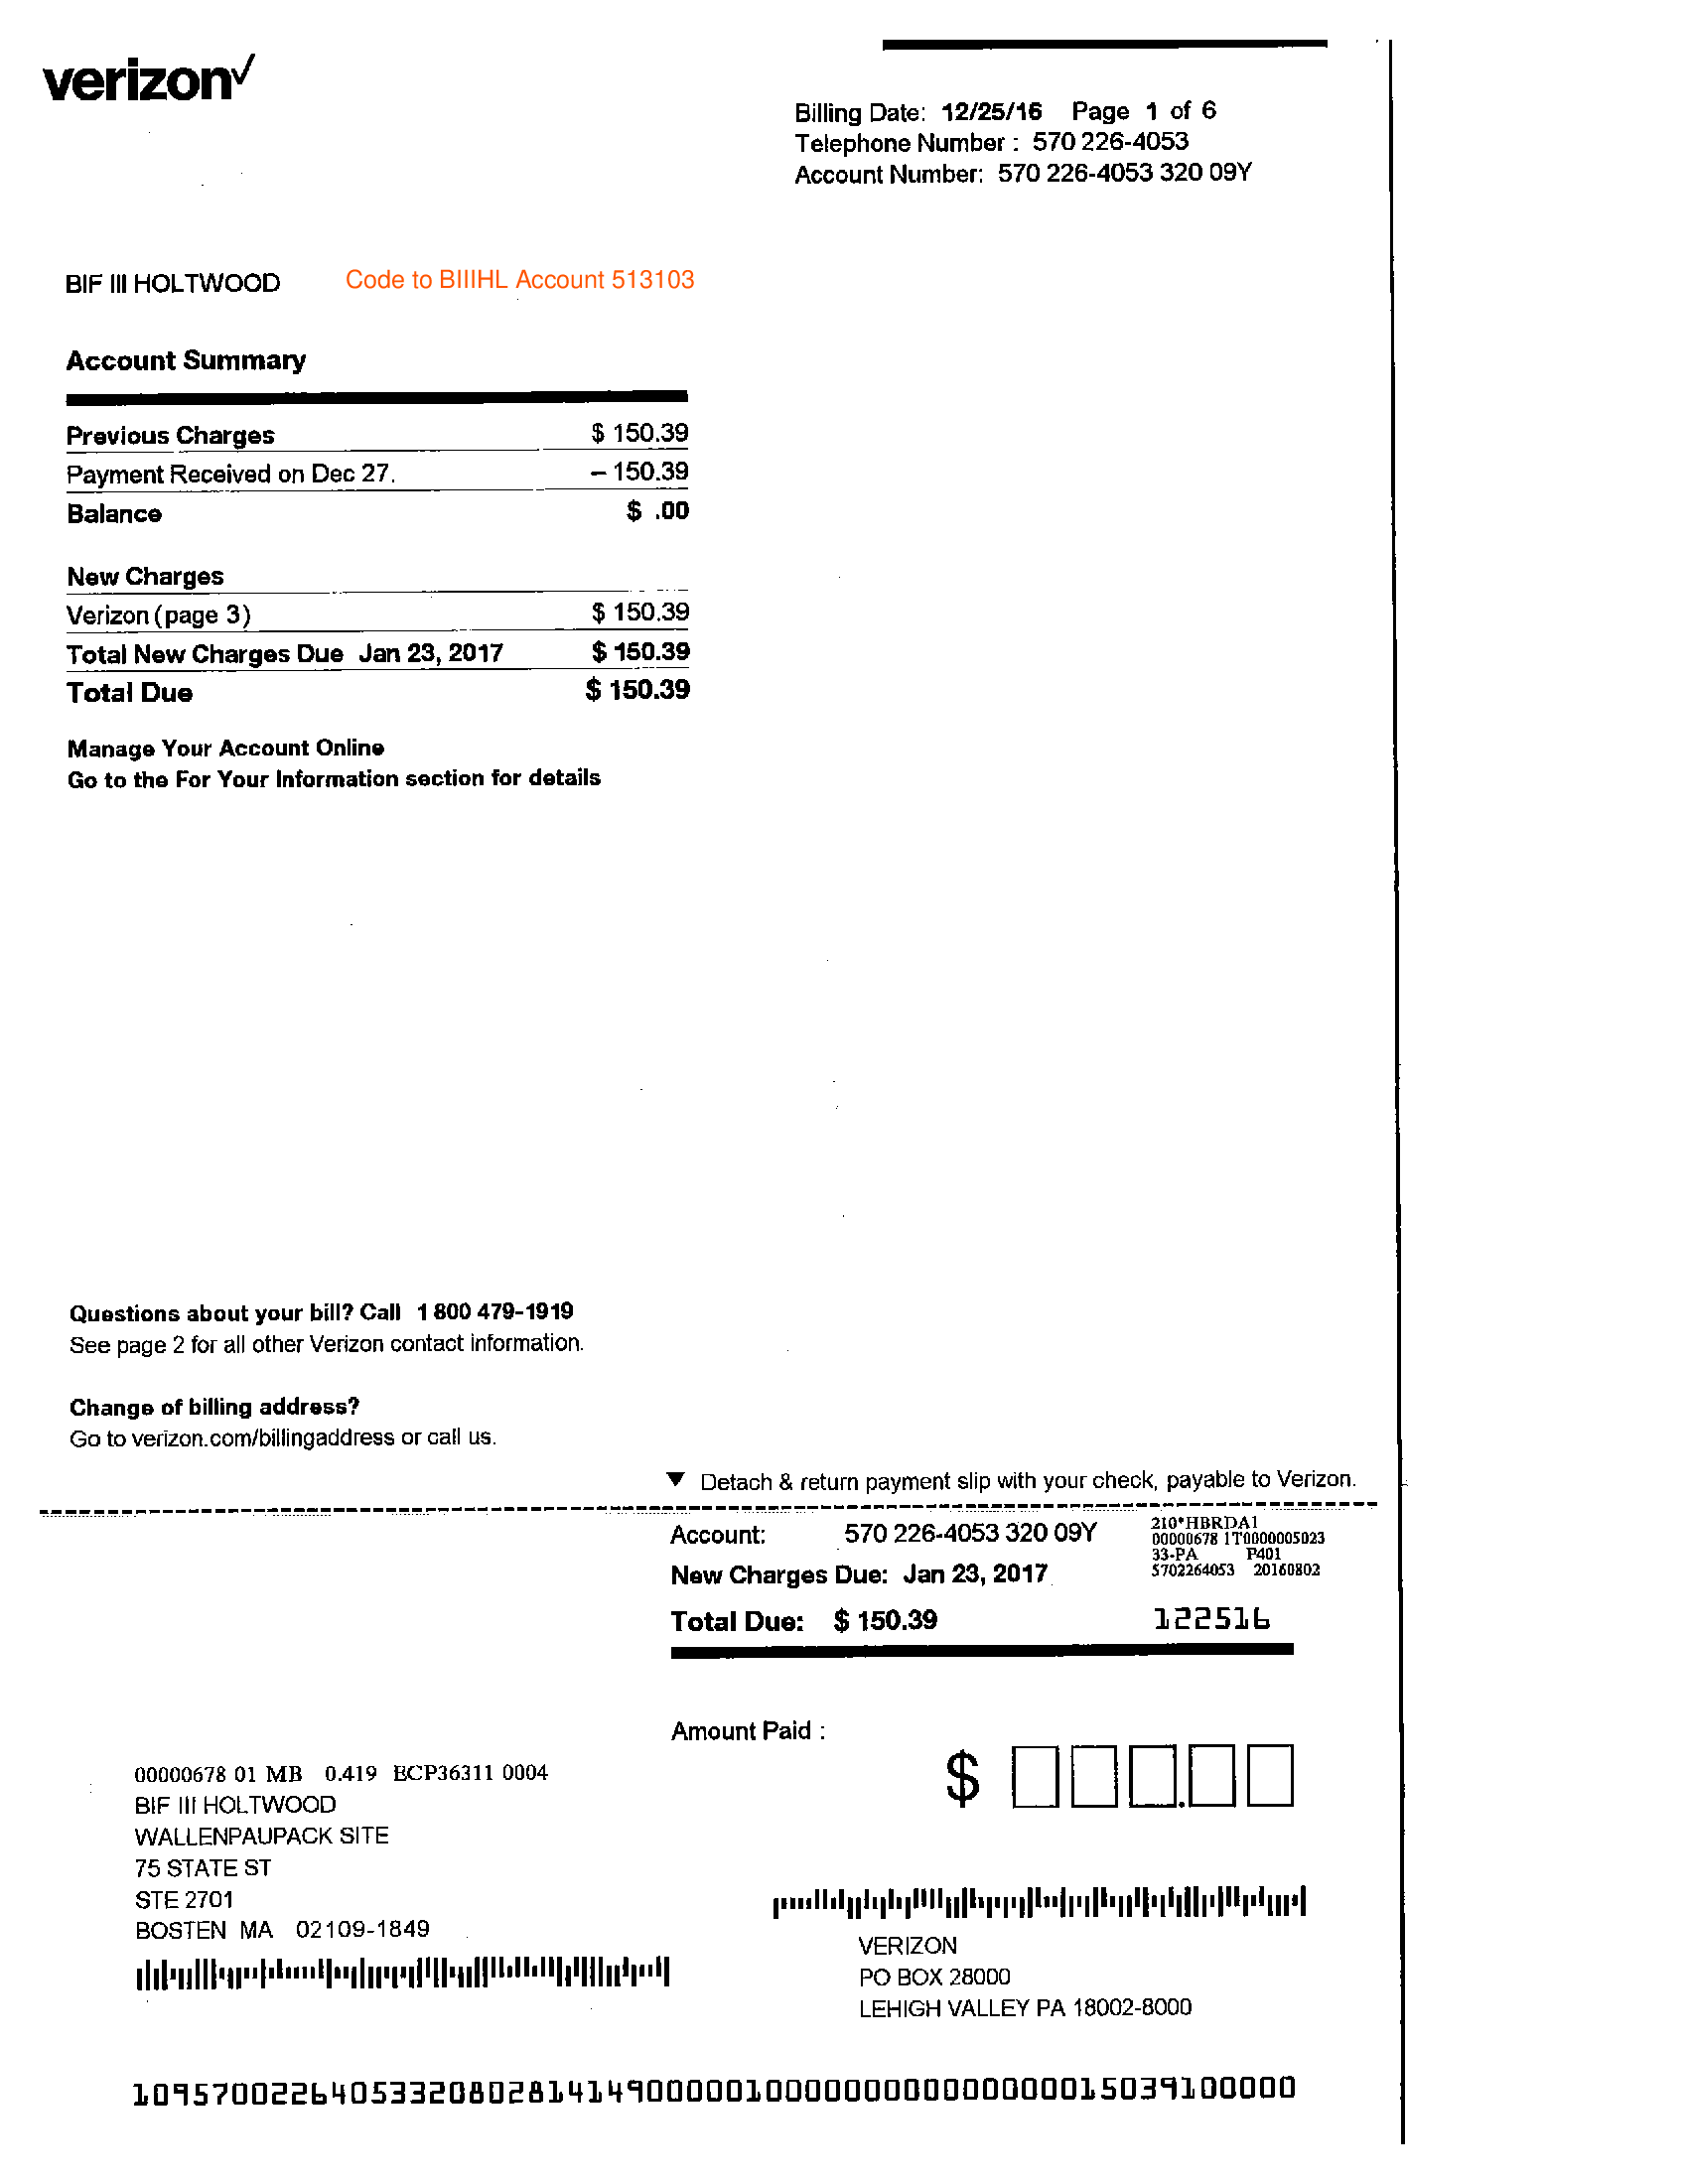 verizon
Billing Date: 12/25/16 Page 1 of 6
Telephone Number : 570 226-4053
Account Number: 570 226-4053 320 09Y
BIF III HOLTWOOD Code to BIIIHL Account 513103
Account Summary
Previous Charges $ 150.39
Payment Received on Dec 27. – 150.39
Balance $ .00
New Charges
Verizon (page 3) $ 150.39
Total New Charges Due Jan 23, 2017 $ 150.39
Total Due $ 150.39
Manage Your Account Online
Go to the For Your Information section for details
Questions about your bill? Call 1 800 479-1919
See page 2 for all other Verizon contact information.
Change of billing address?
Go to verizon.com/billingaddress or call us.
▼ Detach & return payment slip with your check, payable to Verizon.
Account: 570 226-4053 320 09Y
New Charges Due: Jan 23, 2017
Total Due: $ 150.39
210*HBRDA1
00000678 1T0000005023
33-PA P401
5702264053 20160802
122516
Amount Paid :
$
00000678 01 MB 0.419 BCP36311 0004
BIF III HOLTWOOD
WALLENPAUPACK SITE
75 STATE ST
STE 2701
BOSTEN MA 02109-1849
VERIZON
PO BOX 28000
LEHIGH VALLEY PA 18002-8000
1095700226405332080281414900000100000000000000015039100000